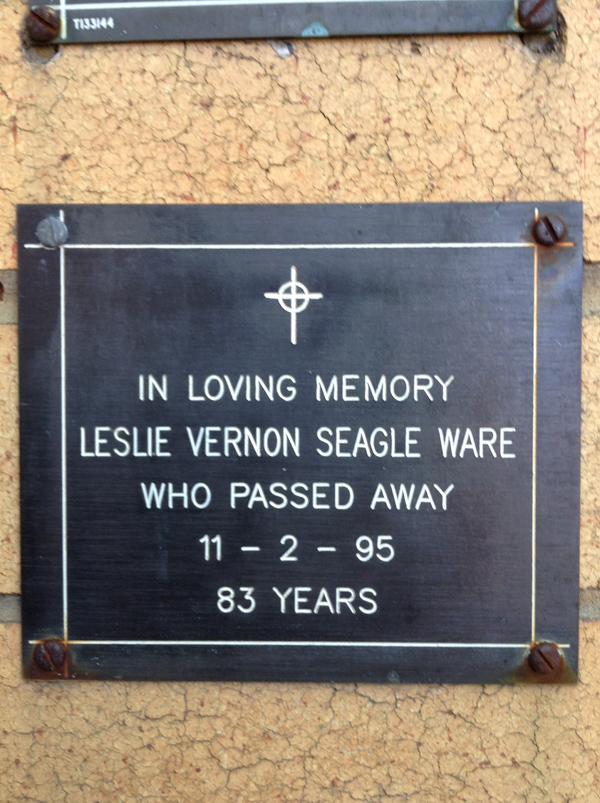 T133144
IN LOVING MEMORY
LESLIE VERNON SEAGLE WARE
WHO PASSED AWAY
11 - 2 - 95
83 YEARS